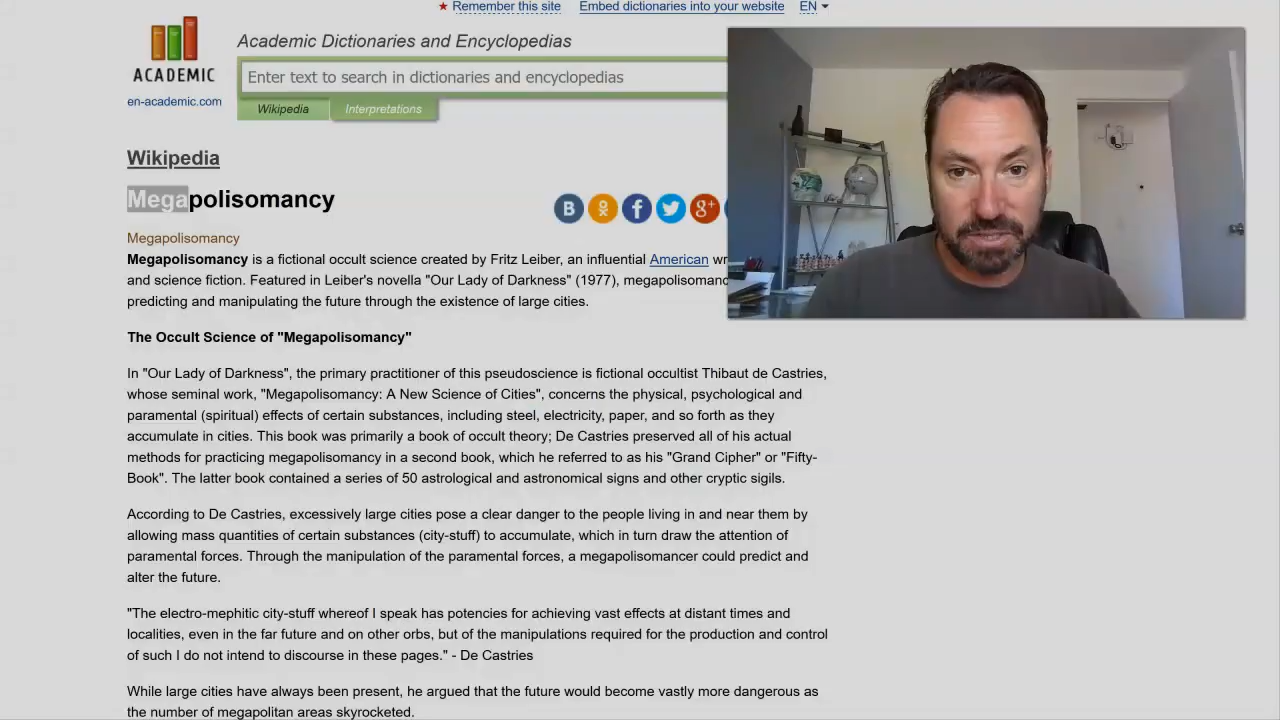 ★ Remember this site Embed dictionaries into your website EN
Academic Dictionaries and Encyclopedias
ACADEMIC
Enter text to search in dictionaries and encyclopedias
en-academic.com
Wikipedia Interpretations
Wikipedia
Megapolisomancy
B f g+
Megapolisomancy
Megapolisomancy is a fictional occult science created by Fritz Leiber, an influential American wr
and science fiction. Featured in Leiber's novella "Our Lady of Darkness" (1977), megapolisomanc
predicting and manipulating the future through the existence of large cities.
The Occult Science of "Megapolisomancy"
In "Our Lady of Darkness", the primary practitioner of this pseudoscience is fictional occultist Thibaut de Castries,
whose seminal work, "Megapolisomancy: A New Science of Cities", concerns the physical, psychological and
paramental (spiritual) effects of certain substances, including steel, electricity, paper, and so forth as they
accumulate in cities. This book was primarily a book of occult theory; De Castries preserved all of his actual
methods for practicing megapolisomancy in a second book, which he referred to as his "Grand Cipher" or "Fifty-
Book". The latter book contained a series of 50 astrological and astronomical signs and other cryptic sigils.
According to De Castries, excessively large cities pose a clear danger to the people living in and near them by
allowing mass quantities of certain substances (city-stuff) to accumulate, which in turn draw the attention of
paramental forces. Through the manipulation of the paramental forces, a megapolisomancer could predict and
alter the future.
"The electro-mephitic city-stuff whereof I speak has potencies for achieving vast effects at distant times and
localities, even in the far future and on other orbs, but of the manipulations required for the production and control
of such I do not intend to discourse in these pages." - De Castries
While large cities have always been present, he argued that the future would become vastly more dangerous as
the number of megapolitan areas skyrocketed.